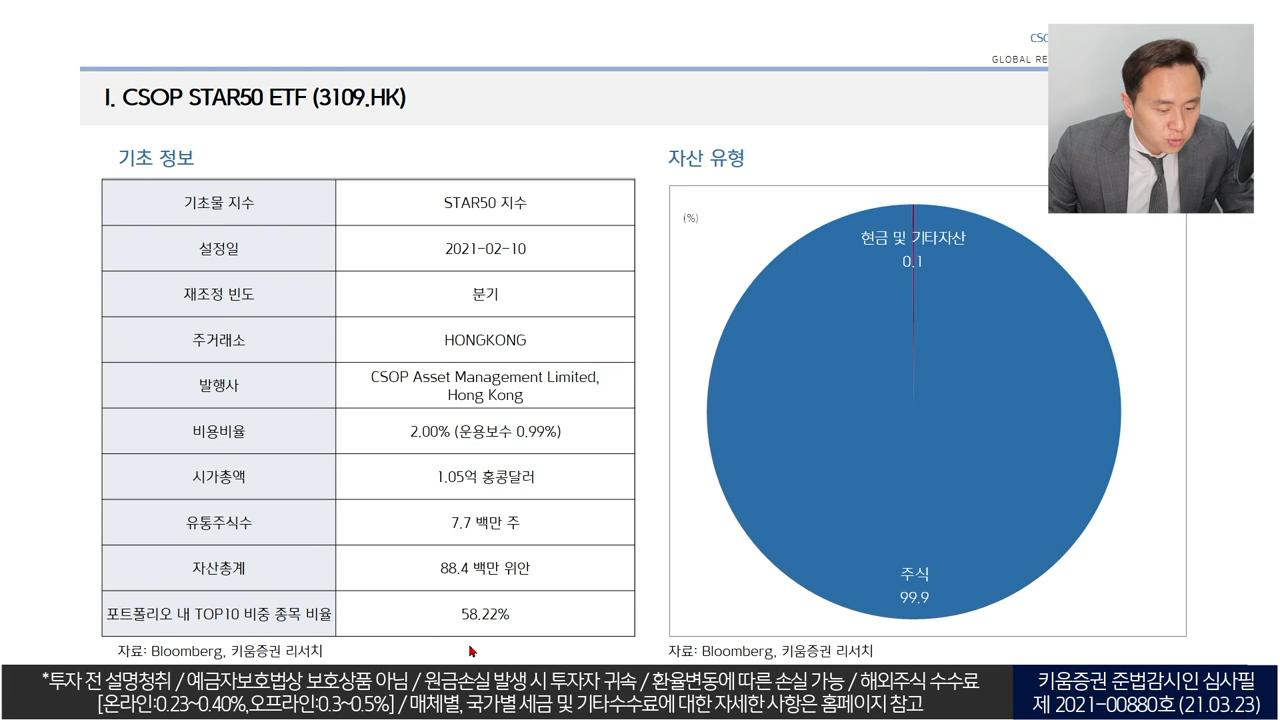 GLOBAL RE
I. CSOP STAR50 ETF (3109.HK)
기초 정보
기초물 지수 STAR50 지수
설정일 2021-02-10
재조정 빈도 분기
주거래소 HONGKONG
발행사 CSOP Asset Management Limited,
Hong Kong
비용비율 2.00% (운용보수 0.99%)
시가총액 1.05억 홍콩달러
유통주식수 7.7 백만 주
자산총계 88.4 백만 위안
포트폴리오 내 TOP10 비중 종목 비율 58.22%
자료: Bloomberg, 키움증권 리서치
자산 유형
(%)
현금 및 기타자산
0.1
주식
99.9
자료: Bloomberg, 키움증권 리서치
*투자 전 설명청취 / 예금자보호법상 보호상품 아님 / 원금손실 발생 시 투자자 귀속 / 환율변동에 따른 손실 가능 / 해외주식 수수료
[온라인:0.23~0.40%,오프라인:0.3~0.5%] / 매체별, 국가별 세금 및 기타수수료에 대한 자세한 사항은 홈페이지 참고
키움증권 준법감시인 심사필
제 2021-00880호 (21.03.23)